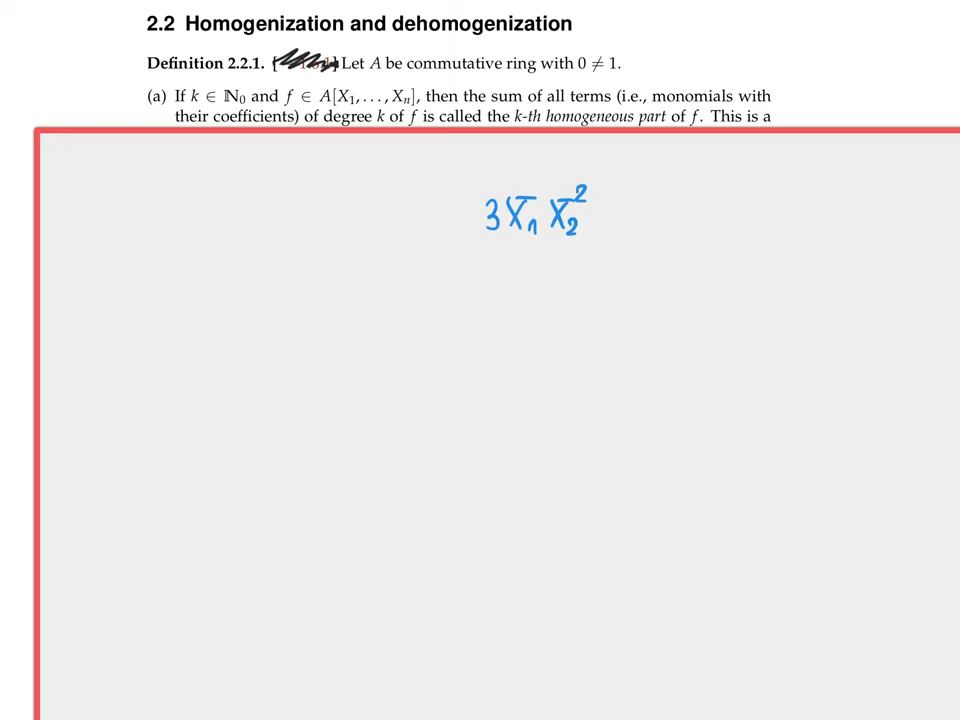 2.2 Homogenization and dehomogenization
Definition 2.2.1. [ ] Let A be commutative ring with 0 ≠ 1.
(a) If k ∈ ℕ₀ and f ∈ A[X₁, . . . , Xₙ], then the sum of all terms (i.e., monomials with
their coefficients) of degree k of f is called the k-th homogeneous part of f. This is a
3X₁X₂²